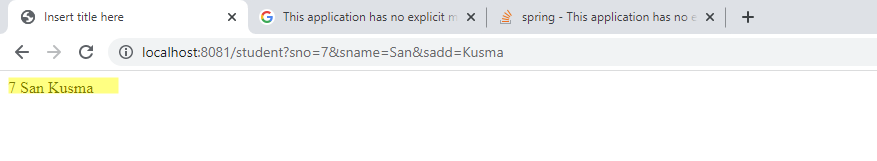 Insert title here
This application has no explicit m
spring - This application has no e
localhost:8081/student?sno=7&sname=San&sadd=Kusma
7 San Kusma